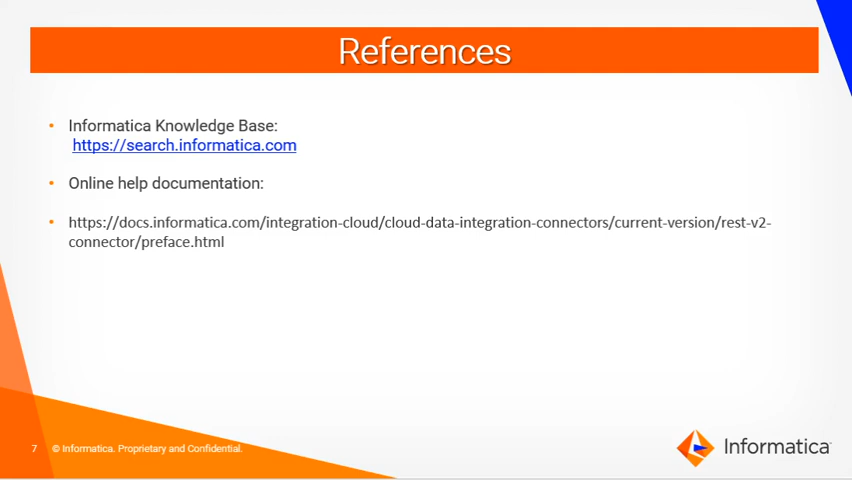 References
• Informatica Knowledge Base:
https://search.informatica.com
• Online help documentation:
• https://docs.informatica.com/integration-cloud/cloud-data-integration-connectors/current-version/rest-v2-
connector/preface.html
7 © Informatica. Proprietary and Confidential.
Informatica